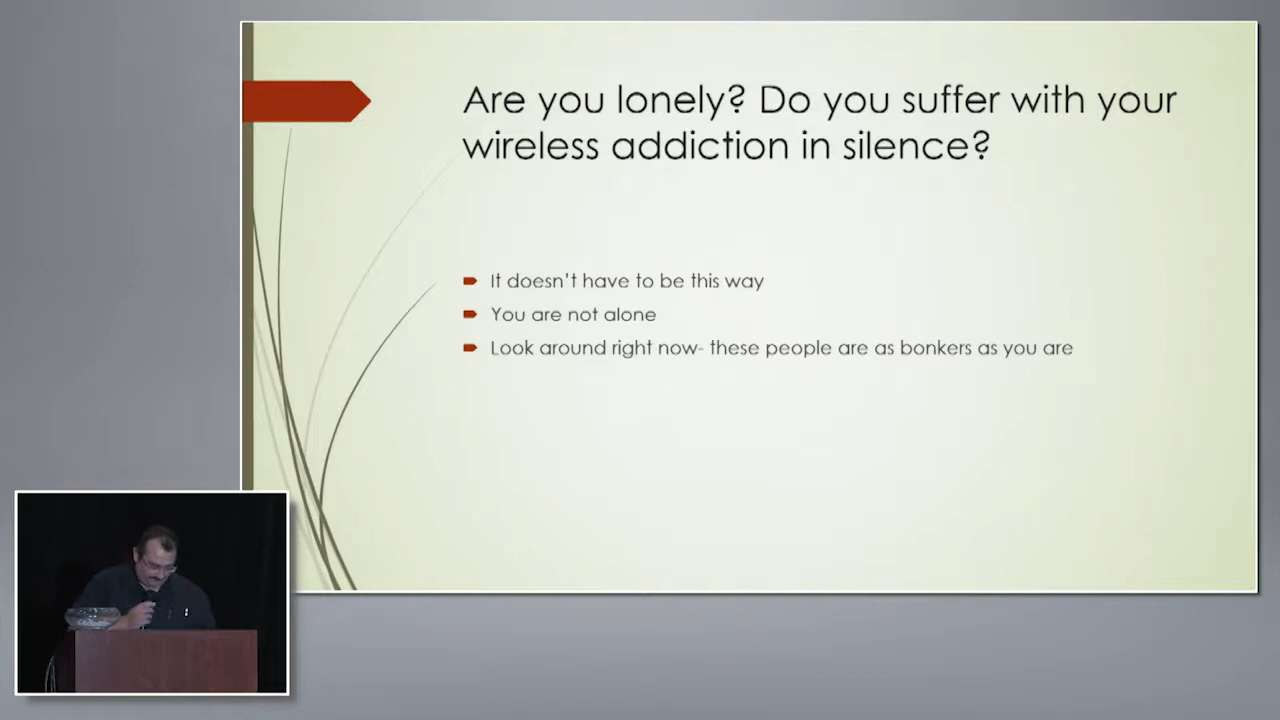 Are you lonely? Do you suffer with your
wireless addiction in silence?
It doesn't have to be this way
You are not alone
Look around right now- these people are as bonkers as you are